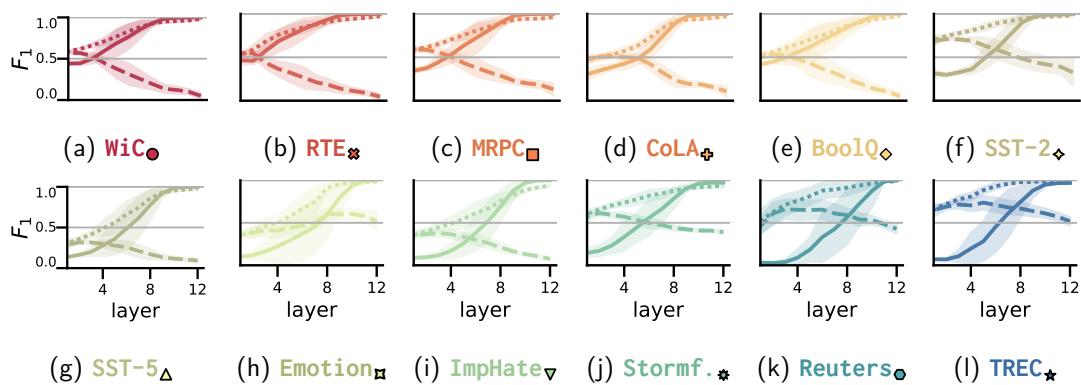 F1
1.0
0.5
0.0
(a) WiC
(b) RTE
(c) MRPC
(d) CoLA
(e) BoolQ
(f) SST-2
F1
1.0
0.5
0.0
4 8 12
4 8 12
4 8 12
4 8 12
4 8 12
4 8 12
layer
layer
layer
layer
layer
layer
(g) SST-5
(h) Emotion
(i) ImpHate
(j) Stormf.
(k) Reuters
(l) TREC